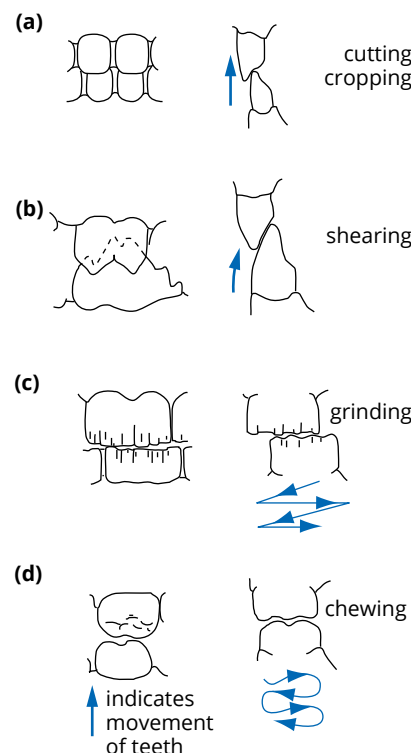 (a)
cutting
cropping
(b)
shearing
(c)
grinding
(d)
chewing
indicates
movement
of teeth